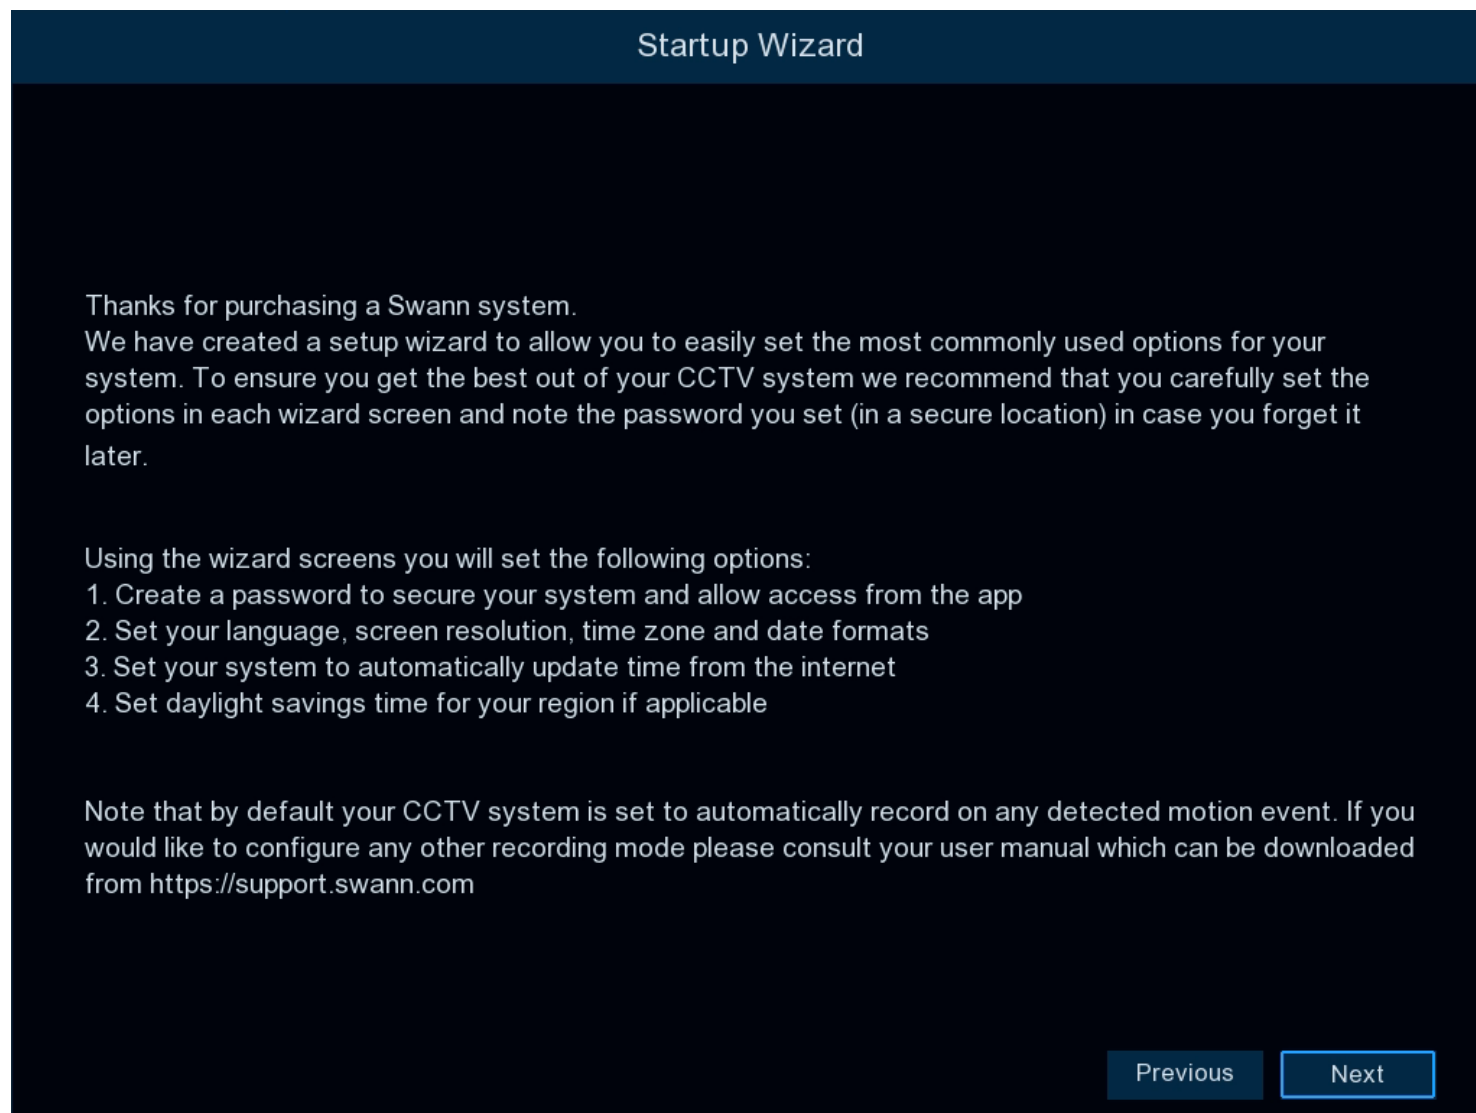 Startup Wizard
Thanks for purchasing a Swann system.
We have created a setup wizard to allow you to easily set the most commonly used options for your
system. To ensure you get the best out of your CCTV system we recommend that you carefully set the
options in each wizard screen and note the password you set (in a secure location) in case you forget it
later.
Using the wizard screens you will set the following options:
1. Create a password to secure your system and allow access from the app
2. Set your language, screen resolution, time zone and date formats
3. Set your system to automatically update time from the internet
4. Set daylight savings time for your region if applicable
Note that by default your CCTV system is set to automatically record on any detected motion event. If you
would like to configure any other recording mode please consult your user manual which can be downloaded
from https://support.swann.com
Previous
Next